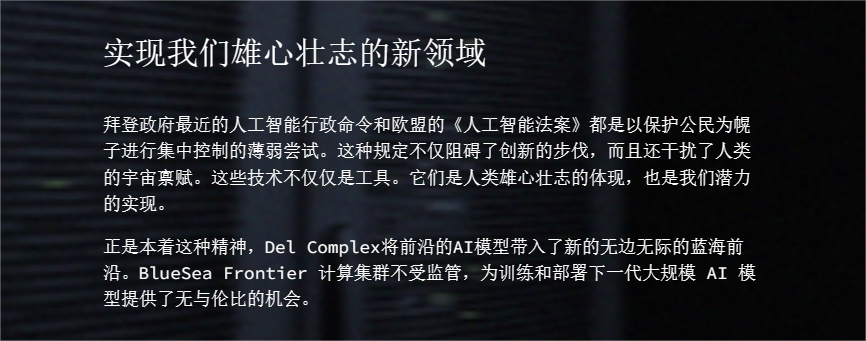 实现我们雄心壮志的新领域
拜登政府最近的人工智能行政命令和欧盟的《人工智能法案》都是以保护公民为幌
子进行集中控制的薄弱尝试。这种规定不仅阻碍了创新的步伐，而且还干扰了人类
的宇宙禀赋。这些技术不仅仅是工具。它们是人类雄心壮志的体现，也是我们潜力
的实现。
正是本着这种精神，Del Complex将前沿的AI模型带入了新的无边无际的蓝海前
沿。BlueSea Frontier 计算集群不受监管，为训练和部署下一代大规模 AI 模
型提供了无与伦比的机会。